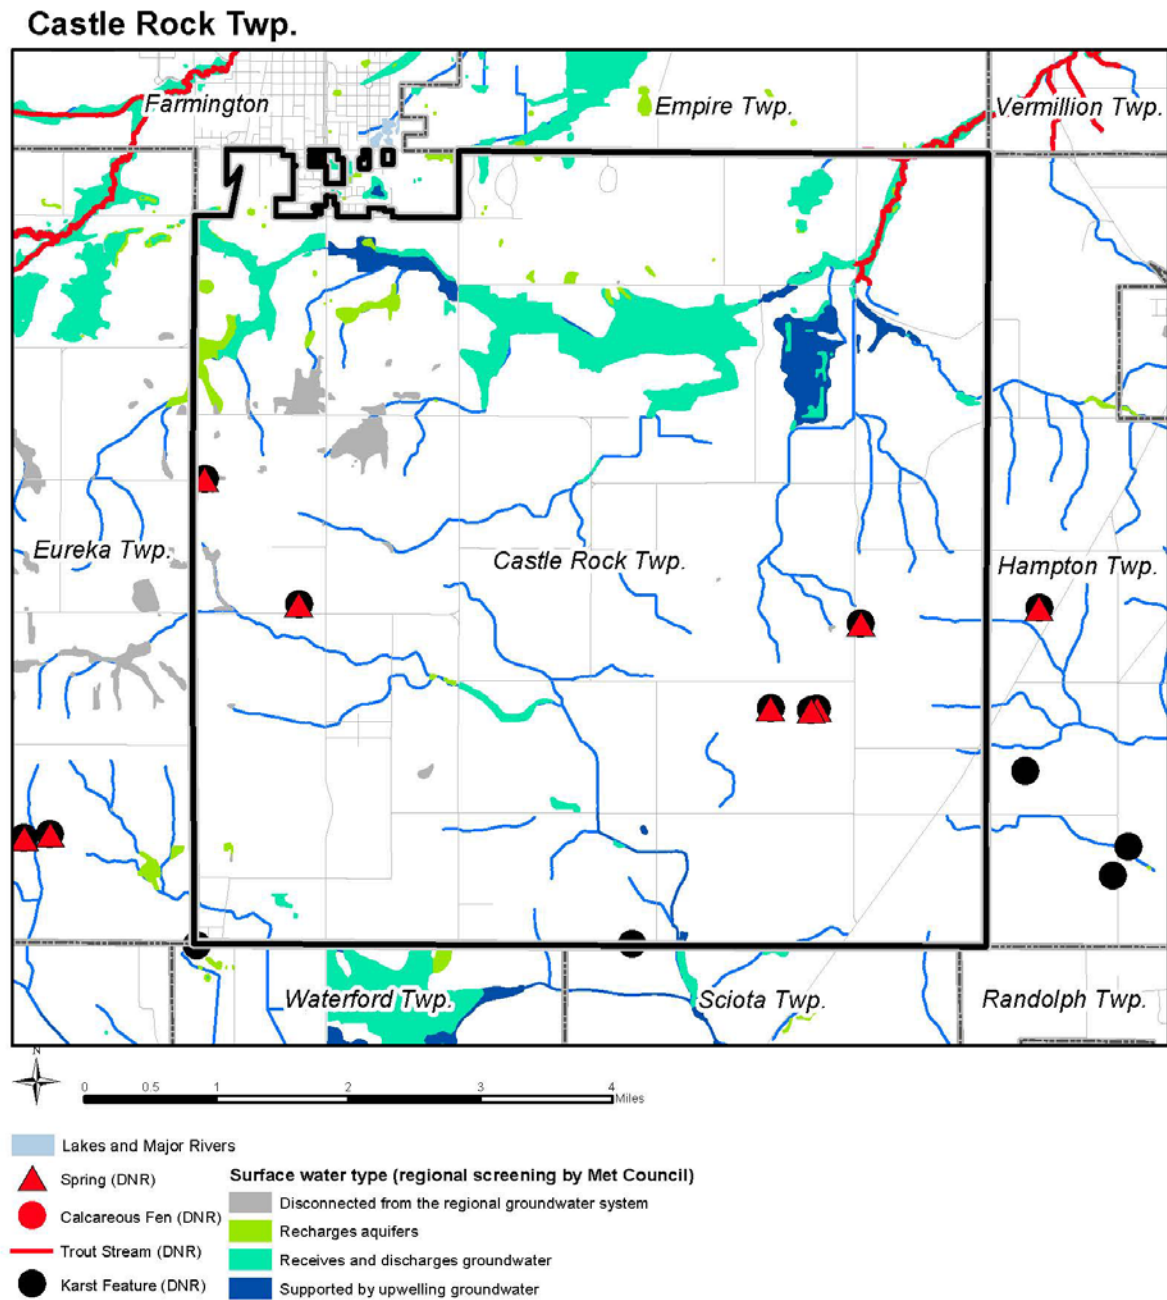 Castle Rock Twp.
Farmington
Empire Twp.
Vermillion Twp.
Eureka Twp.
Castle Rock Twp.
Hampton Twp.
Waterford Twp.
Sciota Twp.
Randolph Twp.
N
0 0.5 1 2 3 4
Miles
Lakes and Major Rivers
Spring (DNR)
Calcareous Fen (DNR)
Trout Stream (DNR)
Karst Feature (DNR)
Surface water type (regional screening by Met Council)
Disconnected from the regional groundwater system
Recharges aquifers
Receives and discharges groundwater
Supported by upwelling groundwater